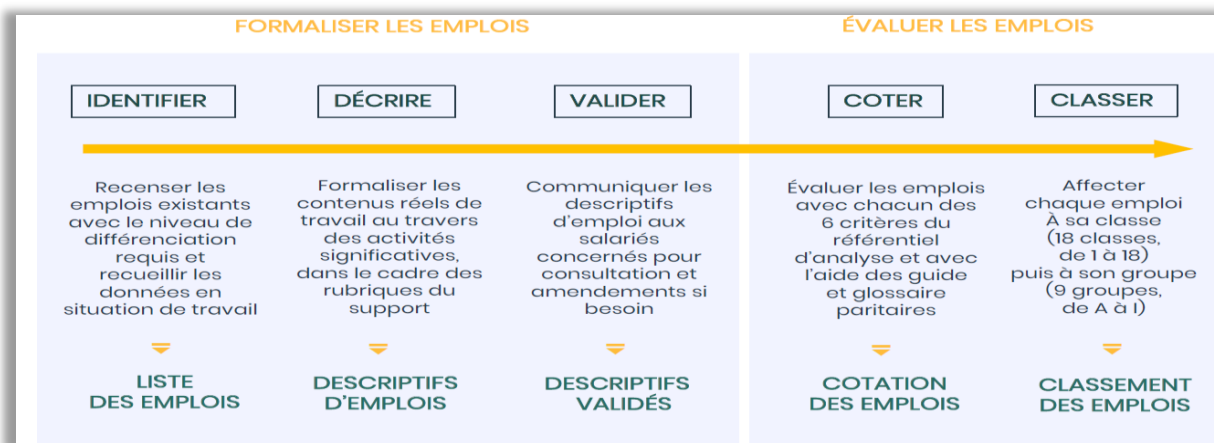 FORMALISER LES EMPLOIS
ÉVALUER LES EMPLOIS
IDENTIFIER
DÉCRIRE
VALIDER
COTER
CLASSER
Recenser les
emplois existants
avec le niveau de
différenciation
requis et
recueillir les
données en
situation de travail
Formaliser les
contenus réels de
travail au travers
des activités
significatives,
dans le cadre des
rubriques du
support
Communiquer les
descriptifs
d'emploi aux
salariés
concernés pour
consultation et
amendements si
besoin
Évaluer les emplois
avec chacun des
6 critères du
référentiel
d'analyse et avec
l'aide des guide
et glossaire
paritaires
Affecter
chaque emploi
À sa classe
(18 classes,
de 1 à 18)
puis à son groupe
(9 groupes,
de A à I)
LISTE
DES EMPLOIS
DESCRIPTIFS
D'EMPLOIS
DESCRIPTIFS
VALIDÉS
COTATION
DES EMPLOIS
CLASSEMENT
DES EMPLOIS